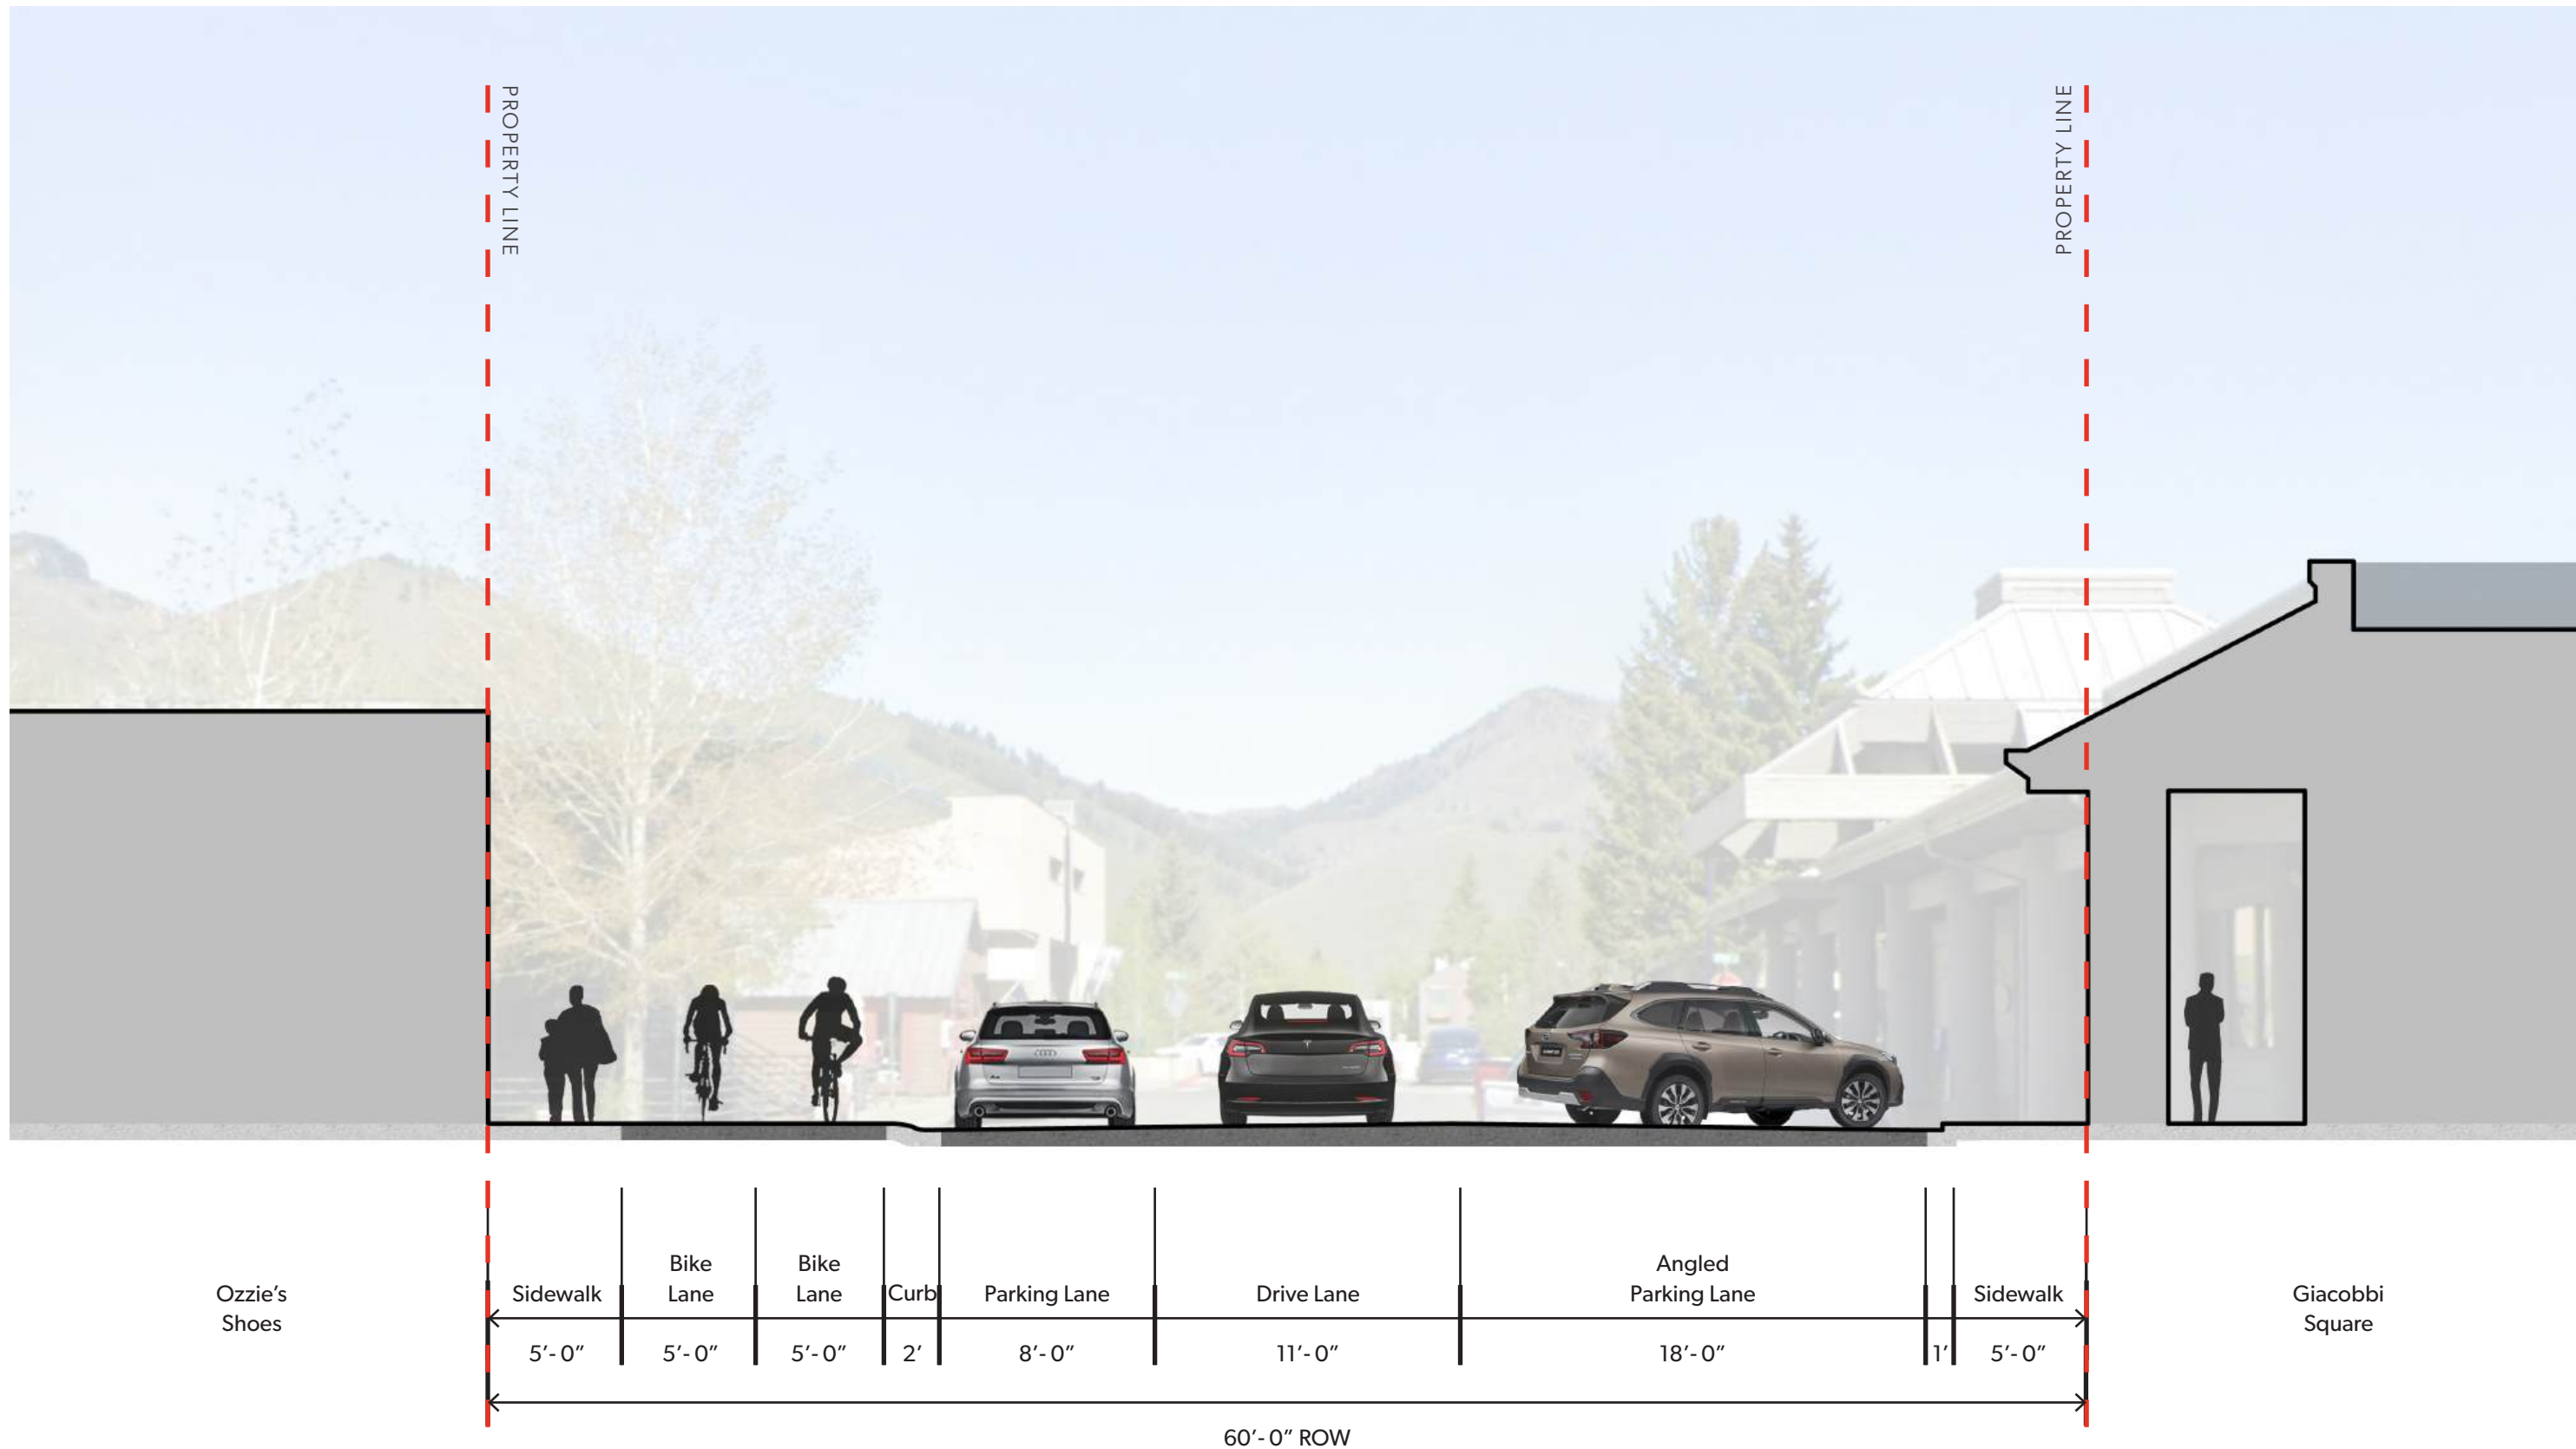 PROPERTY LINE
PROPERTY LINE
Ozzie’s
Shoes
Sidewalk
Bike
Lane
Bike
Lane
Curb
Parking Lane
Drive Lane
Angled
Parking Lane
Sidewalk
Giacobbi
Square
5’-0”
5’-0”
5’-0”
2’
8’-0”
11’-0”
18’-0”
1’
5’-0”
60’-0” ROW